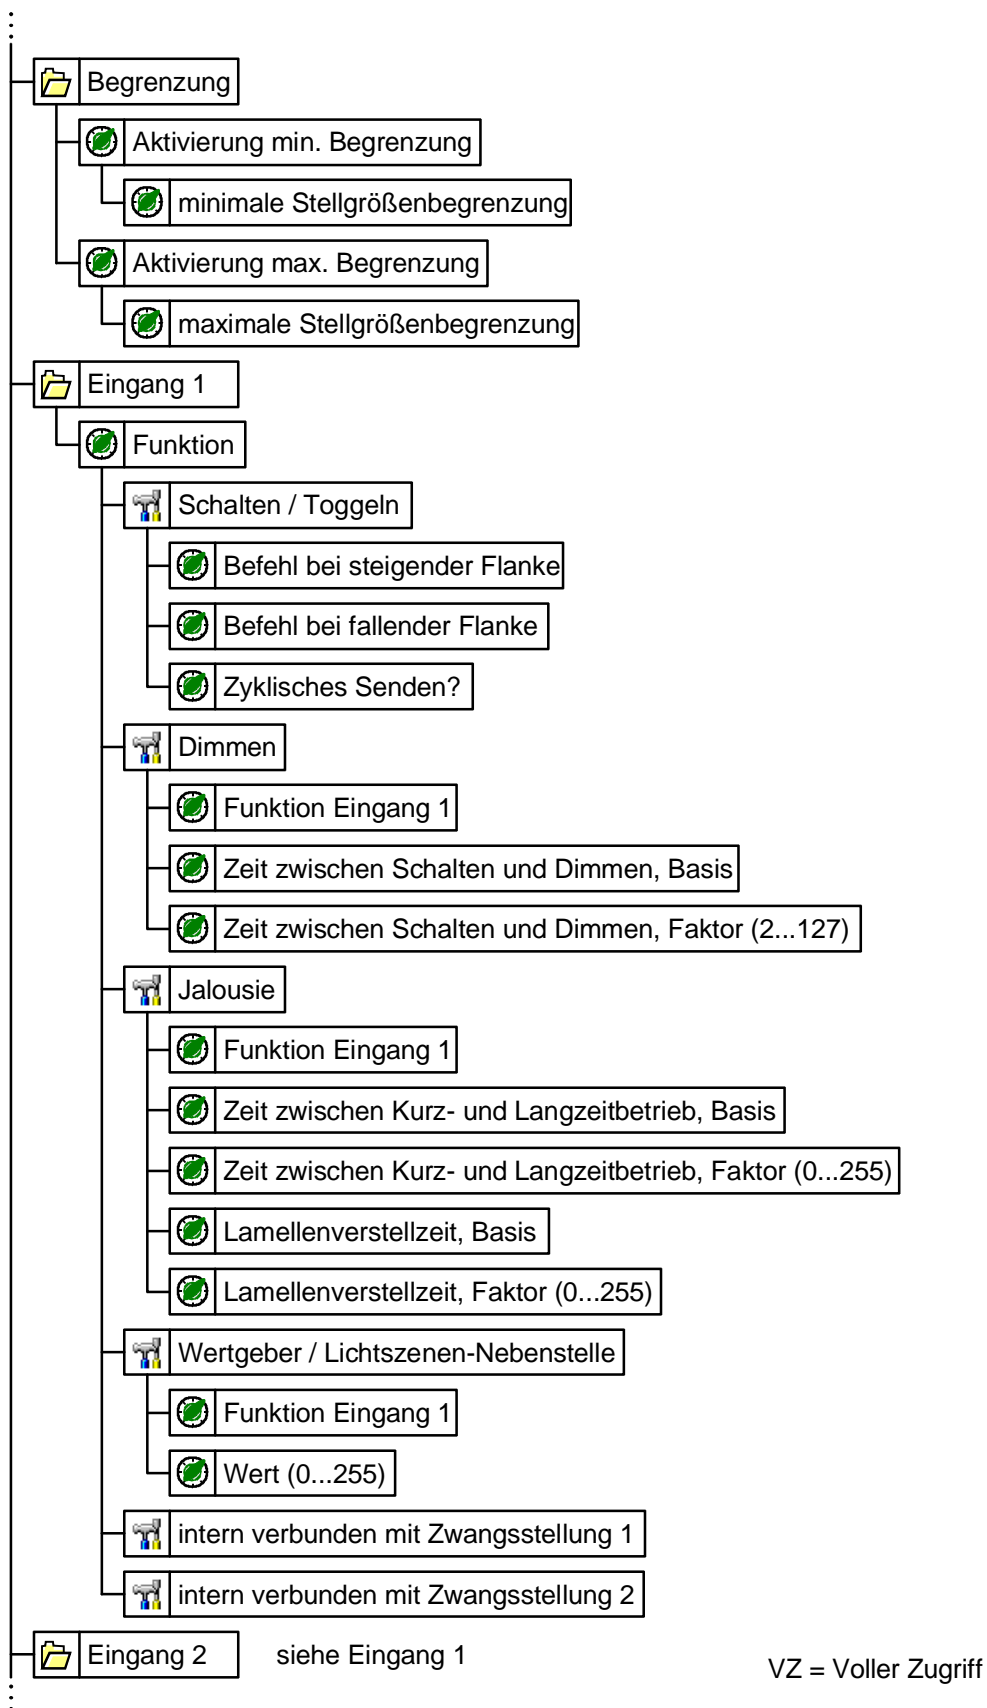 Begrenzung
Aktivierung min. Begrenzung
minimale Stellgrößenbegrenzung
Aktivierung max. Begrenzung
maximale Stellgrößenbegrenzung
Eingang 1
Funktion
Schalten / Toggeln
Befehl bei steigender Flanke
Befehl bei fallender Flanke
Zyklisches Senden?
Dimmen
Funktion Eingang 1
Zeit zwischen Schalten und Dimmen, Basis
Zeit zwischen Schalten und Dimmen, Faktor (2...127)
Jalousie
Funktion Eingang 1
Zeit zwischen Kurz- und Langzeitbetrieb, Basis
Zeit zwischen Kurz- und Langzeitbetrieb, Faktor (0...255)
Lamellenverstellzeit, Basis
Lamellenverstellzeit, Faktor (0...255)
Wertgeber / Lichtszenen-Nebenstelle
Funktion Eingang 1
Wert (0...255)
intern verbunden mit Zwangsstellung 1
intern verbunden mit Zwangsstellung 2
Eingang 2 siehe Eingang 1
VZ = Voller Zugriff